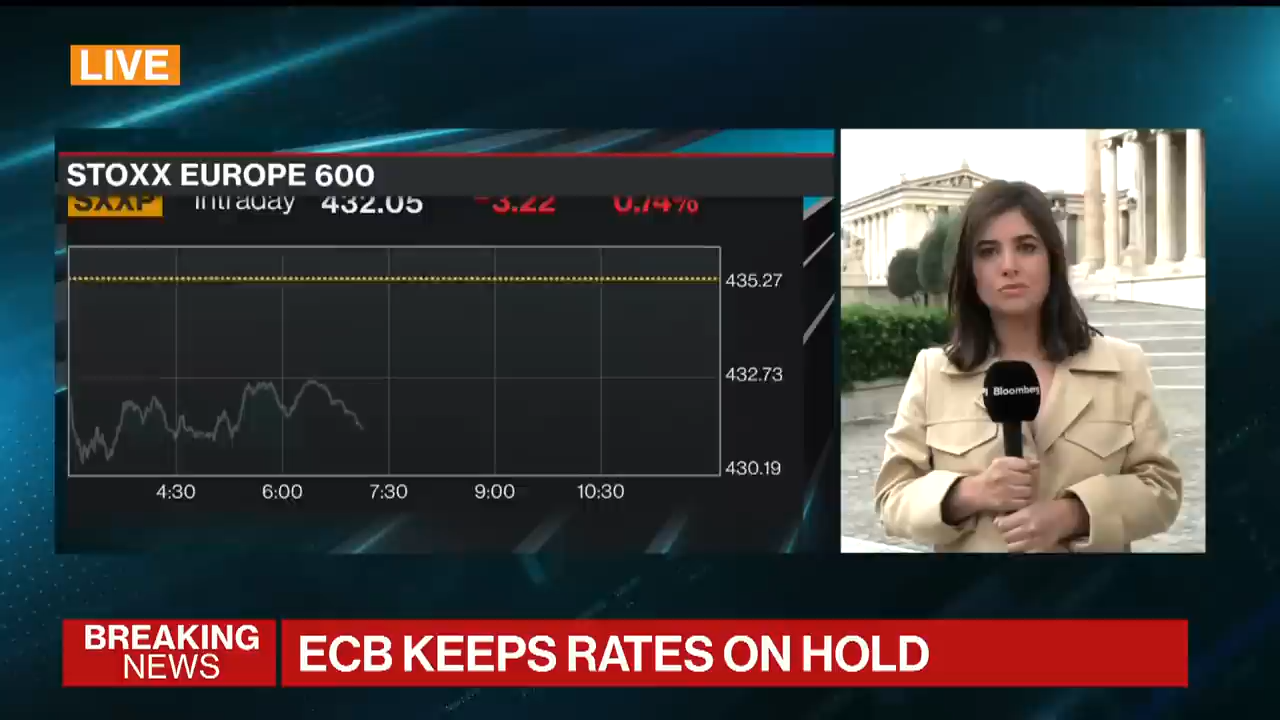 LIVE
STOXX EUROPE 600
SXXP Intraday 432.05 -3.22 0.74%
435.27
432.73
430.19
4:30 6:00 7:30 9:00 10:30
Bloomberg
BREAKING
NEWS
ECB KEEPS RATES ON HOLD